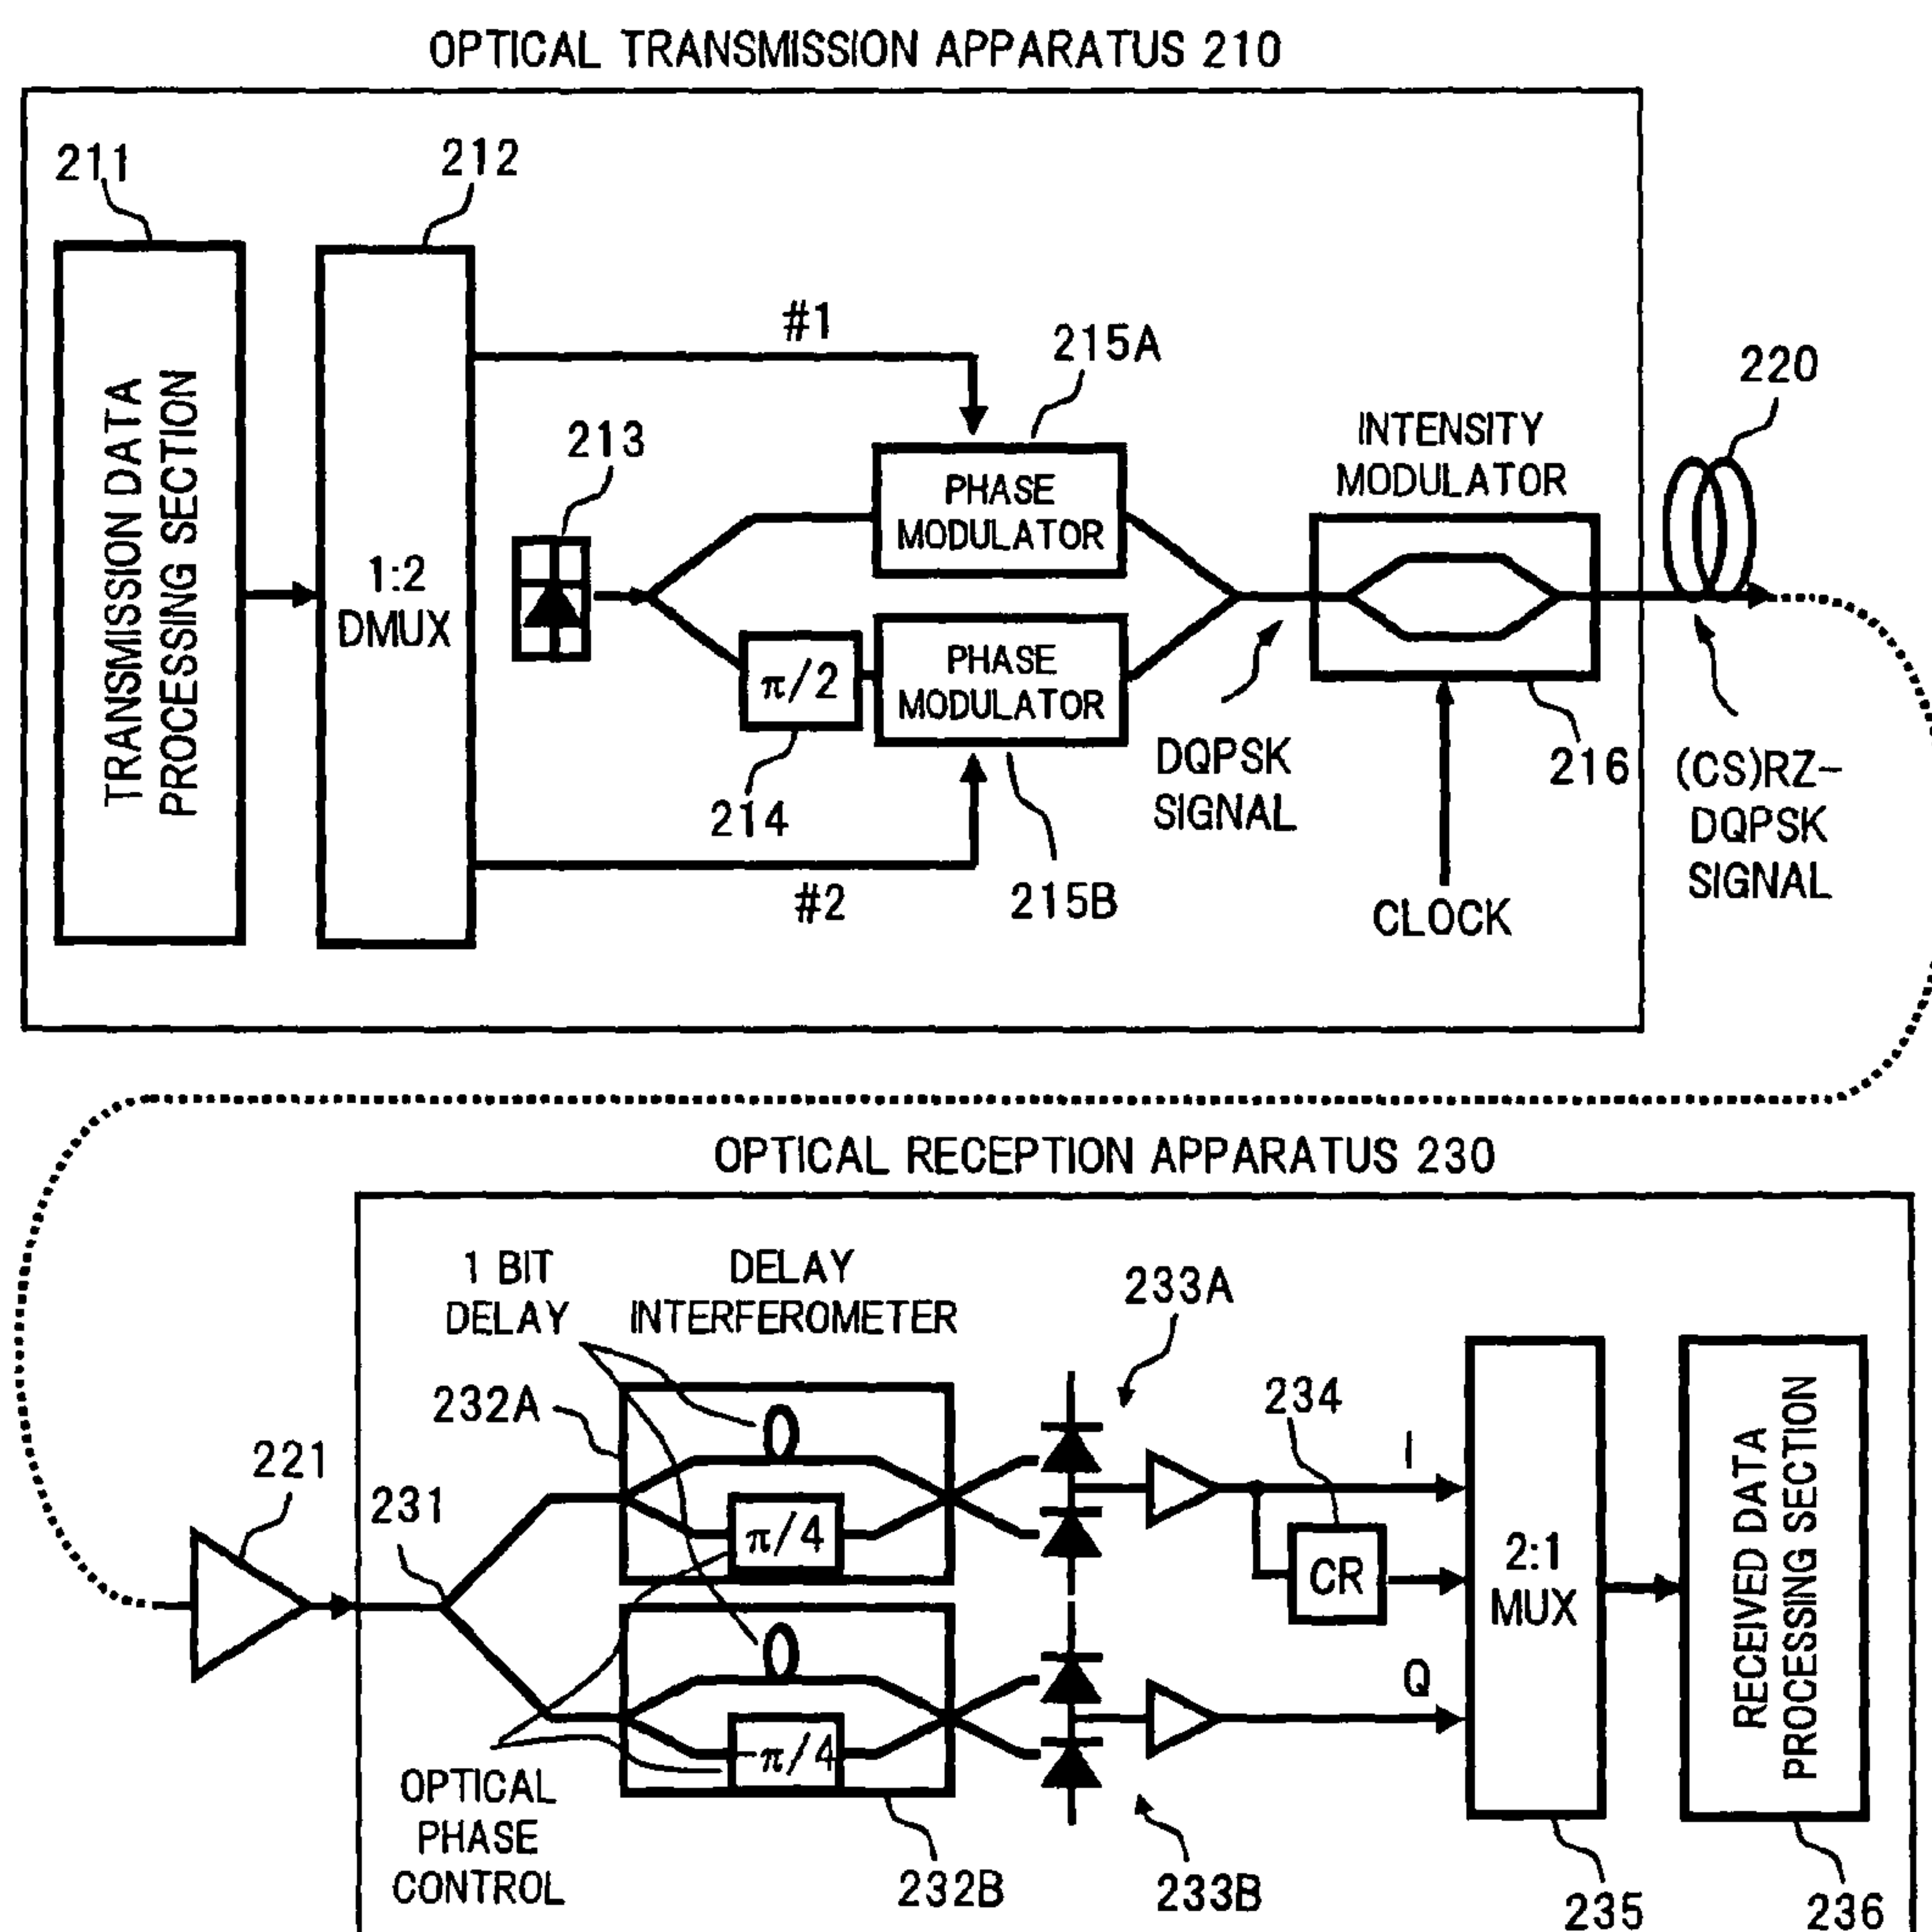 OPTICAL TRANSMISSION APPARATUS 210
211
212
TRANSMISSION DATA
PROCESSING SECTION
1:2
DMUX
#1
213
215A
PHASE
MODULATOR
INTENSITY
MODULATOR
220
π/2
PHASE
MODULATOR
214
#2
215B
DQPSK
SIGNAL
216
CLOCK
(CS)RZ-
DQPSK
SIGNAL
OPTICAL RECEPTION APPARATUS 230
1 BIT
DELAY
DELAY
INTERFEROMETER
233A
232A
234
221
231
π/4
I
CR
2:1
MUX
RECEIVED DATA
PROCESSING SECTION
-π/4
Q
OPTICAL
PHASE
CONTROL
232B
233B
235
236